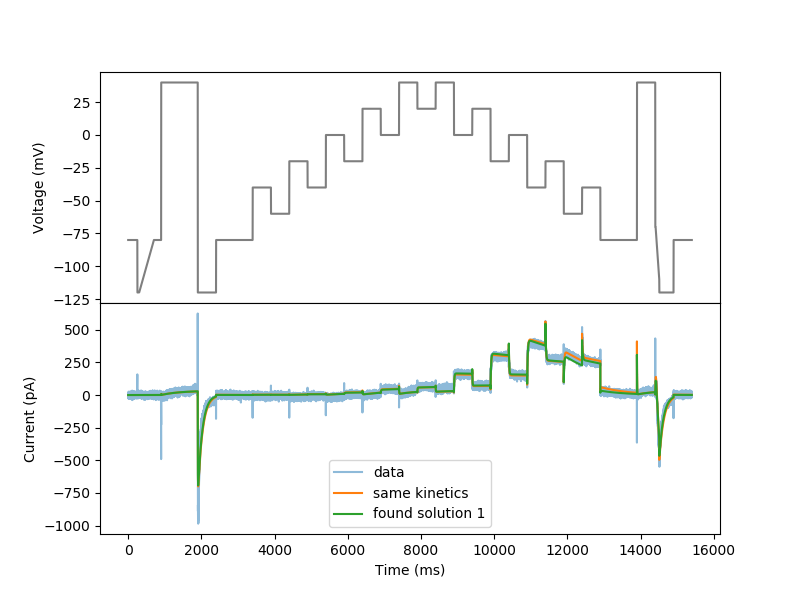 25
0
−25
−50
−75
−100
−125
Voltage (mV)
500
250
0
−250
−500
−750
−1000
Current (pA)
data
same kinetics
found solution 1
0 2000 4000 6000 8000 10000 12000 14000 16000
Time (ms)